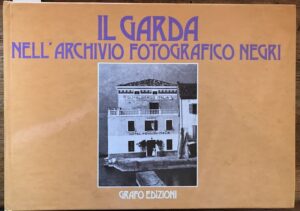 IL GARDA
NELL'ARCHIVIO FOTOGRAFICO NEGRI
GRAFO EDIZIONI